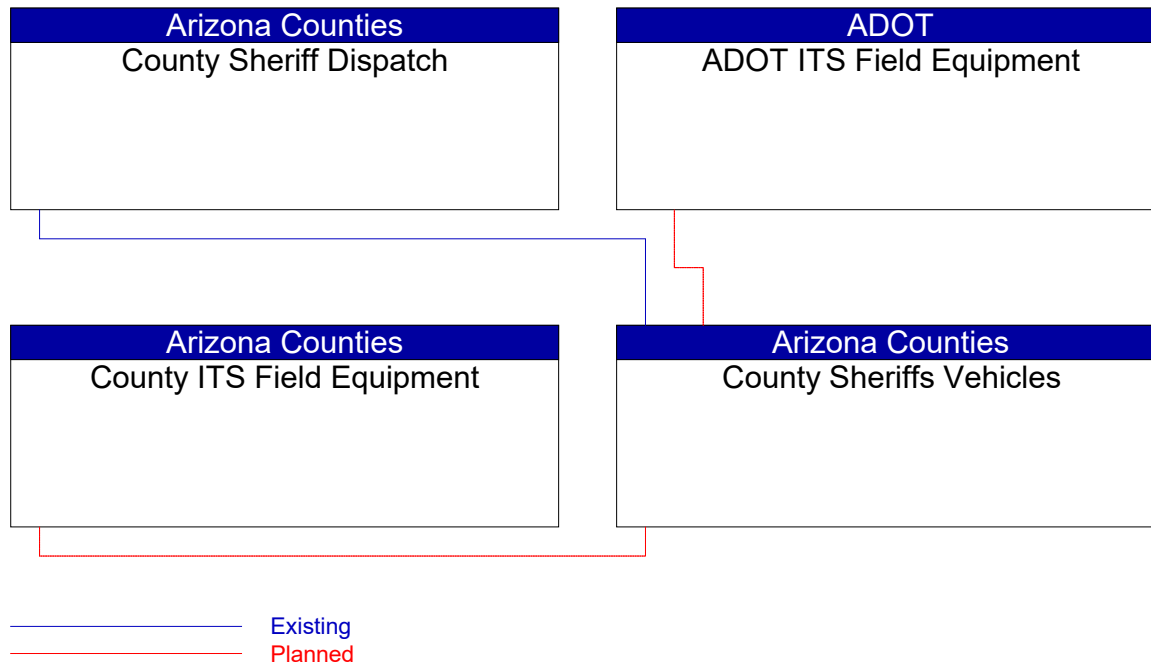 Arizona Counties
County Sheriff Dispatch
ADOT
ADOT ITS Field Equipment
Arizona Counties
County ITS Field Equipment
Arizona Counties
County Sheriffs Vehicles
Existing
Planned